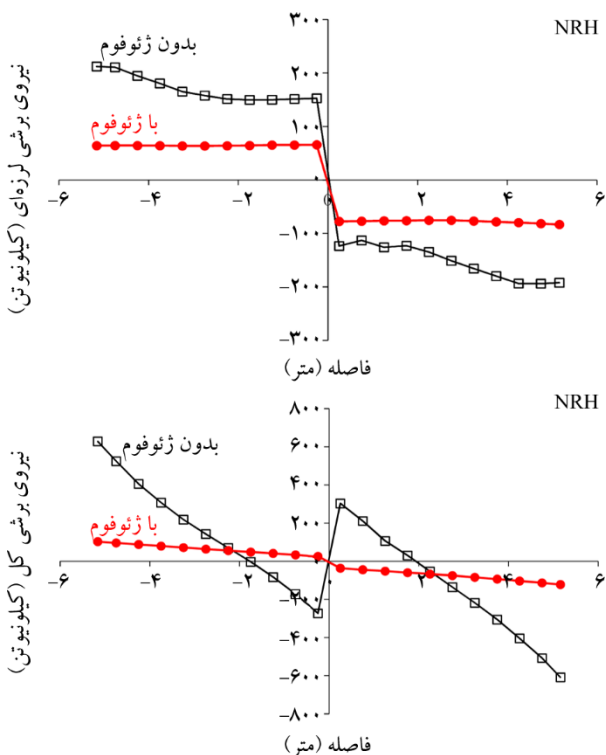 NRH
۳۰۰
۲۰۰
۱۰۰
۰
-۱۰۰
-۲۰۰
-۳۰۰
بدون ژئوفوم
با ژئوفوم
۶ ۴ ۲ -۲ -۴ -۶
نیروی برشی لرزه‌ای (کیلونیوتن)
فاصله (متر)
NRH
۸۰۰
۶۰۰
۴۰۰
۲۰۰
-۲۰۰
-۴۰۰
-۶۰۰
-۸۰۰
بدون ژئوفوم
با ژئوفوم
۶ ۴ ۲ -۲ -۴ -۶
نیروی برشی کل (کیلونیوتن)
فاصله (متر)